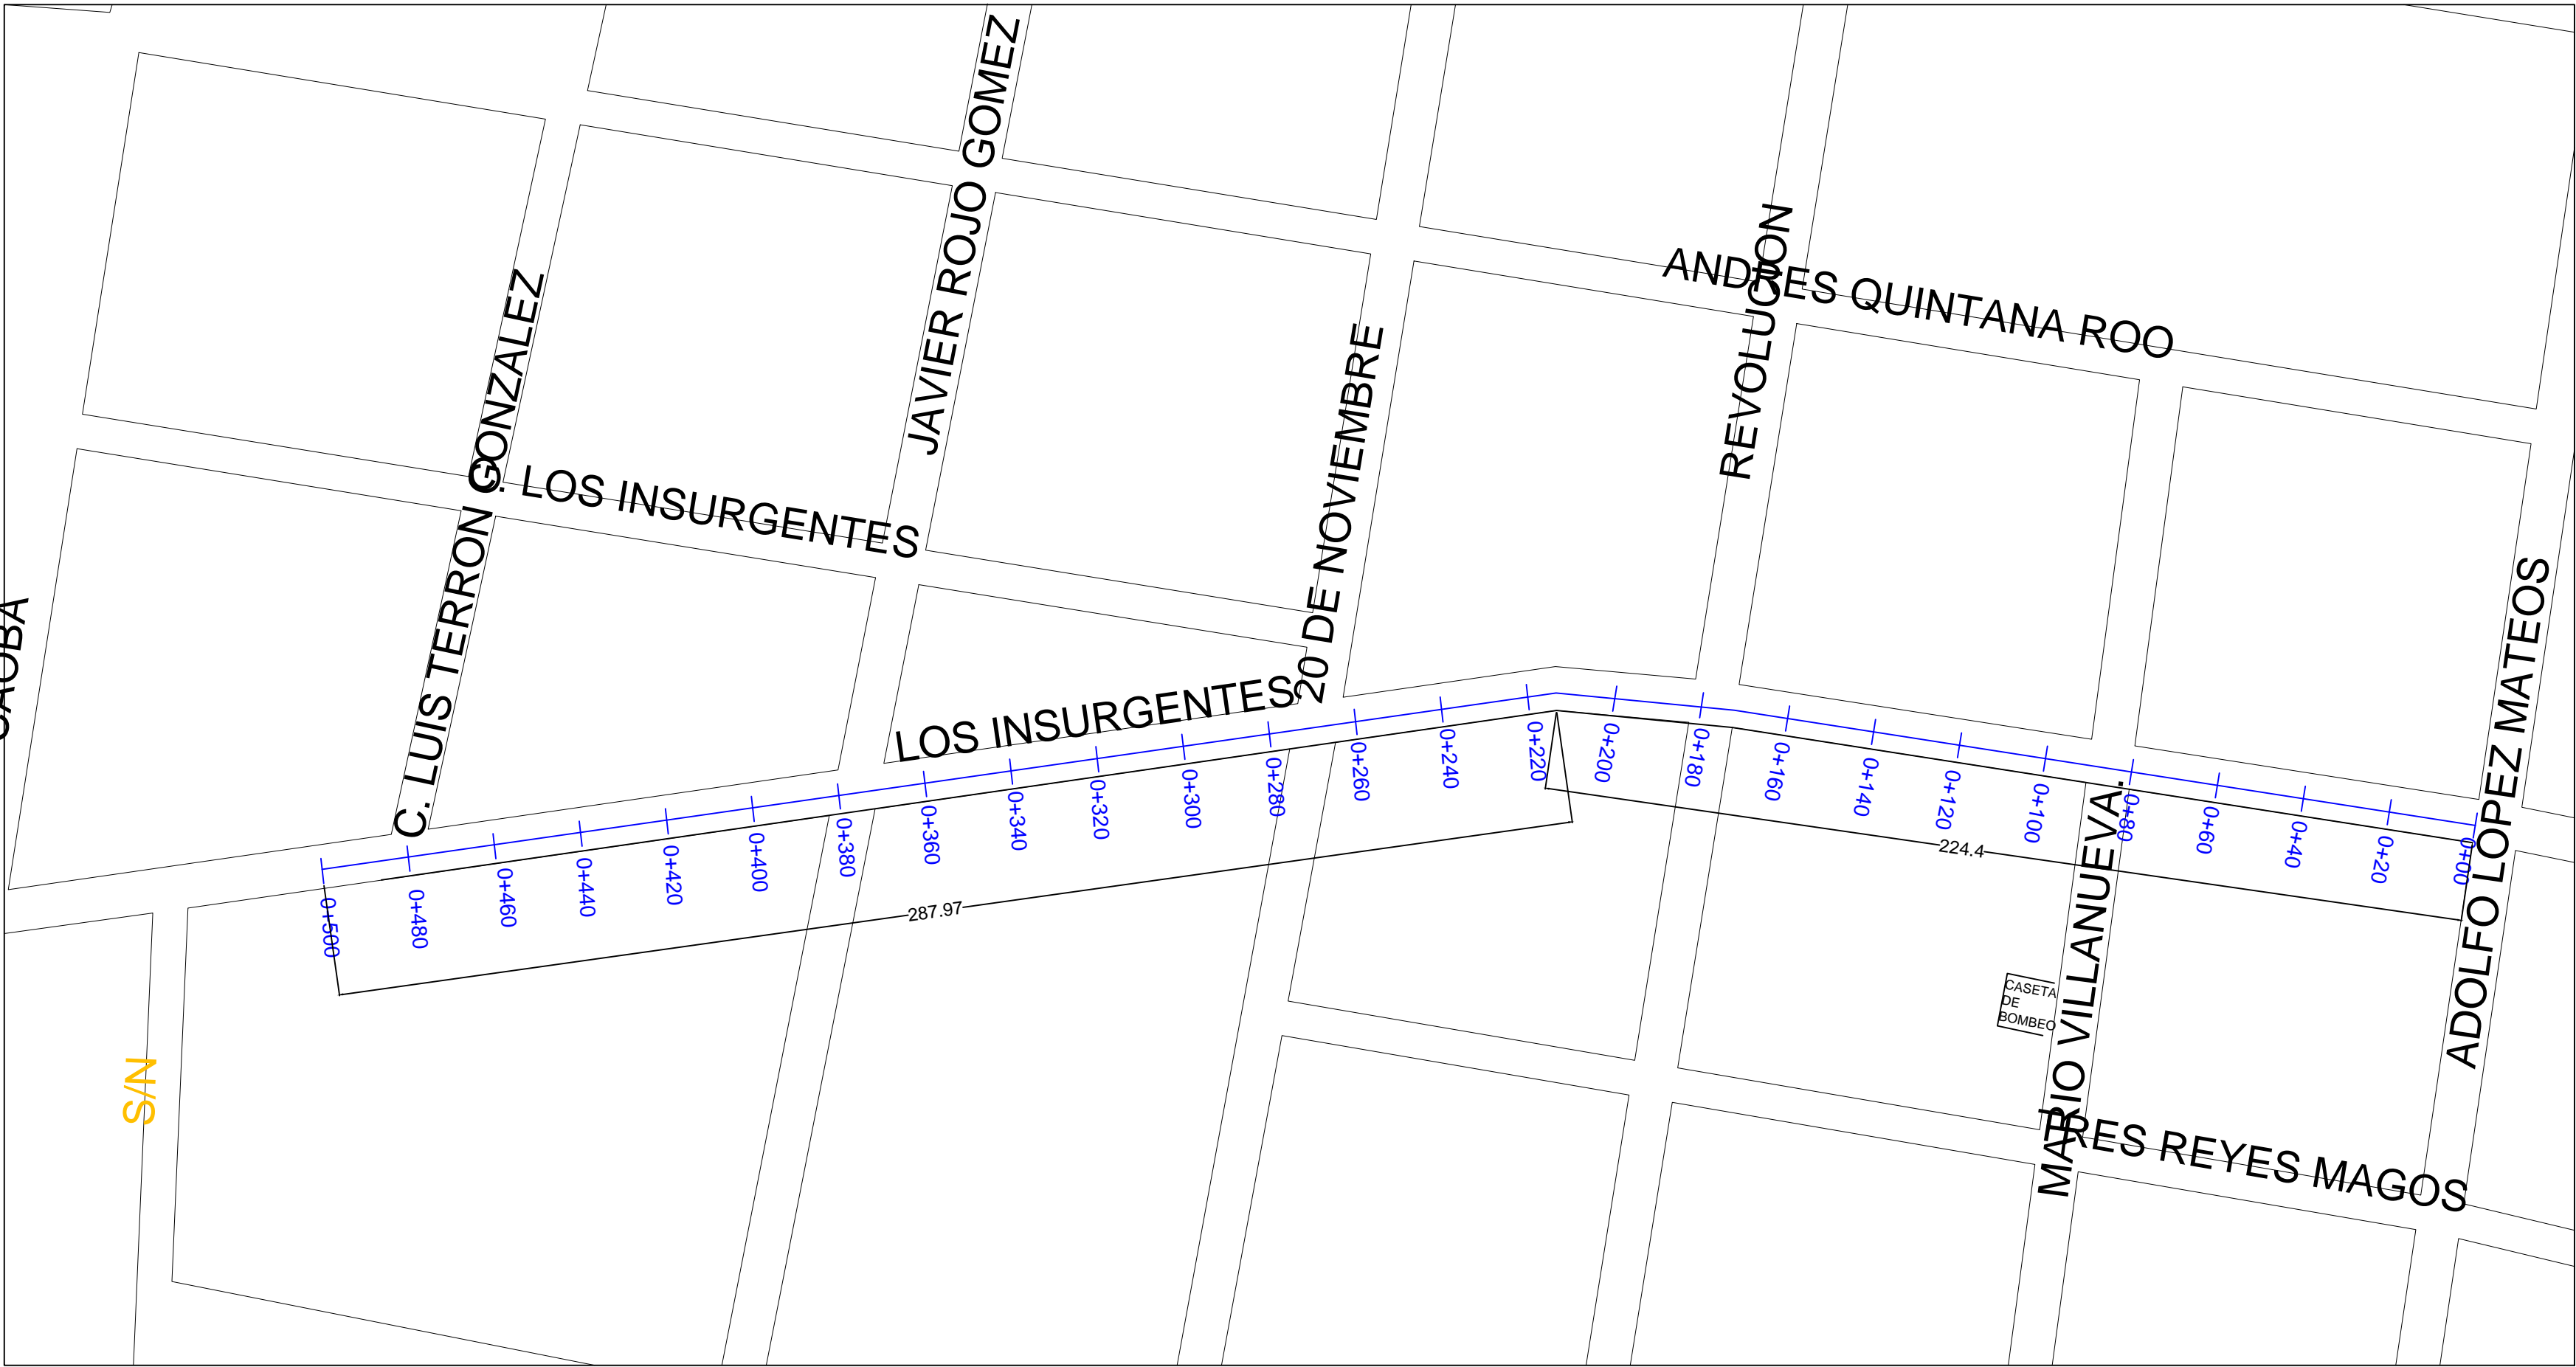 JAVIER ROJO GOMEZ
REVOLUCION
ANDRES QUINTANA ROO
C. LUIS TERRON GONZALEZ
20 DE NOVIEMBRE
C. LOS INSURGENTES
CAOBA
LOS INSURGENTES
ADOLFO LOPEZ MATEOS
0+500
0+480
0+460
0+440
0+420
0+400
0+380
0+360
0+340
0+320
0+300
0+280
0+260
0+240
0+220
0+200
0+180
0+160
0+140
0+120
0+100
0+80
0+60
0+40
0+20
0+00
224.4
287.97
MARIO VILLANUEVA.
CASETA
DE
BOMBEO
S/N
TRES REYES MAGOS